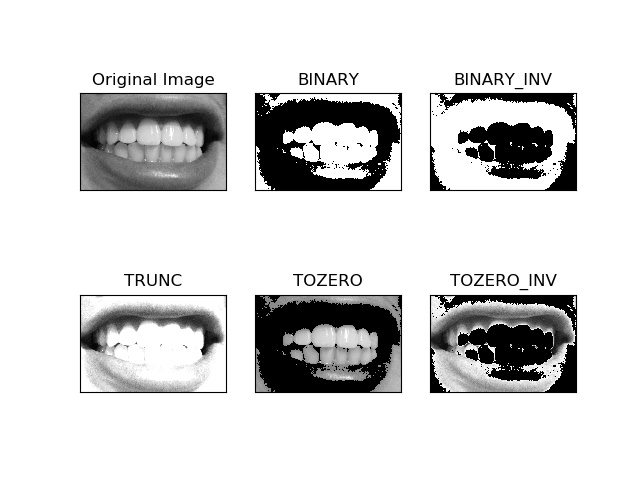 Original Image
BINARY
BINARY_INV
TRUNC
TOZERO
TOZERO_INV